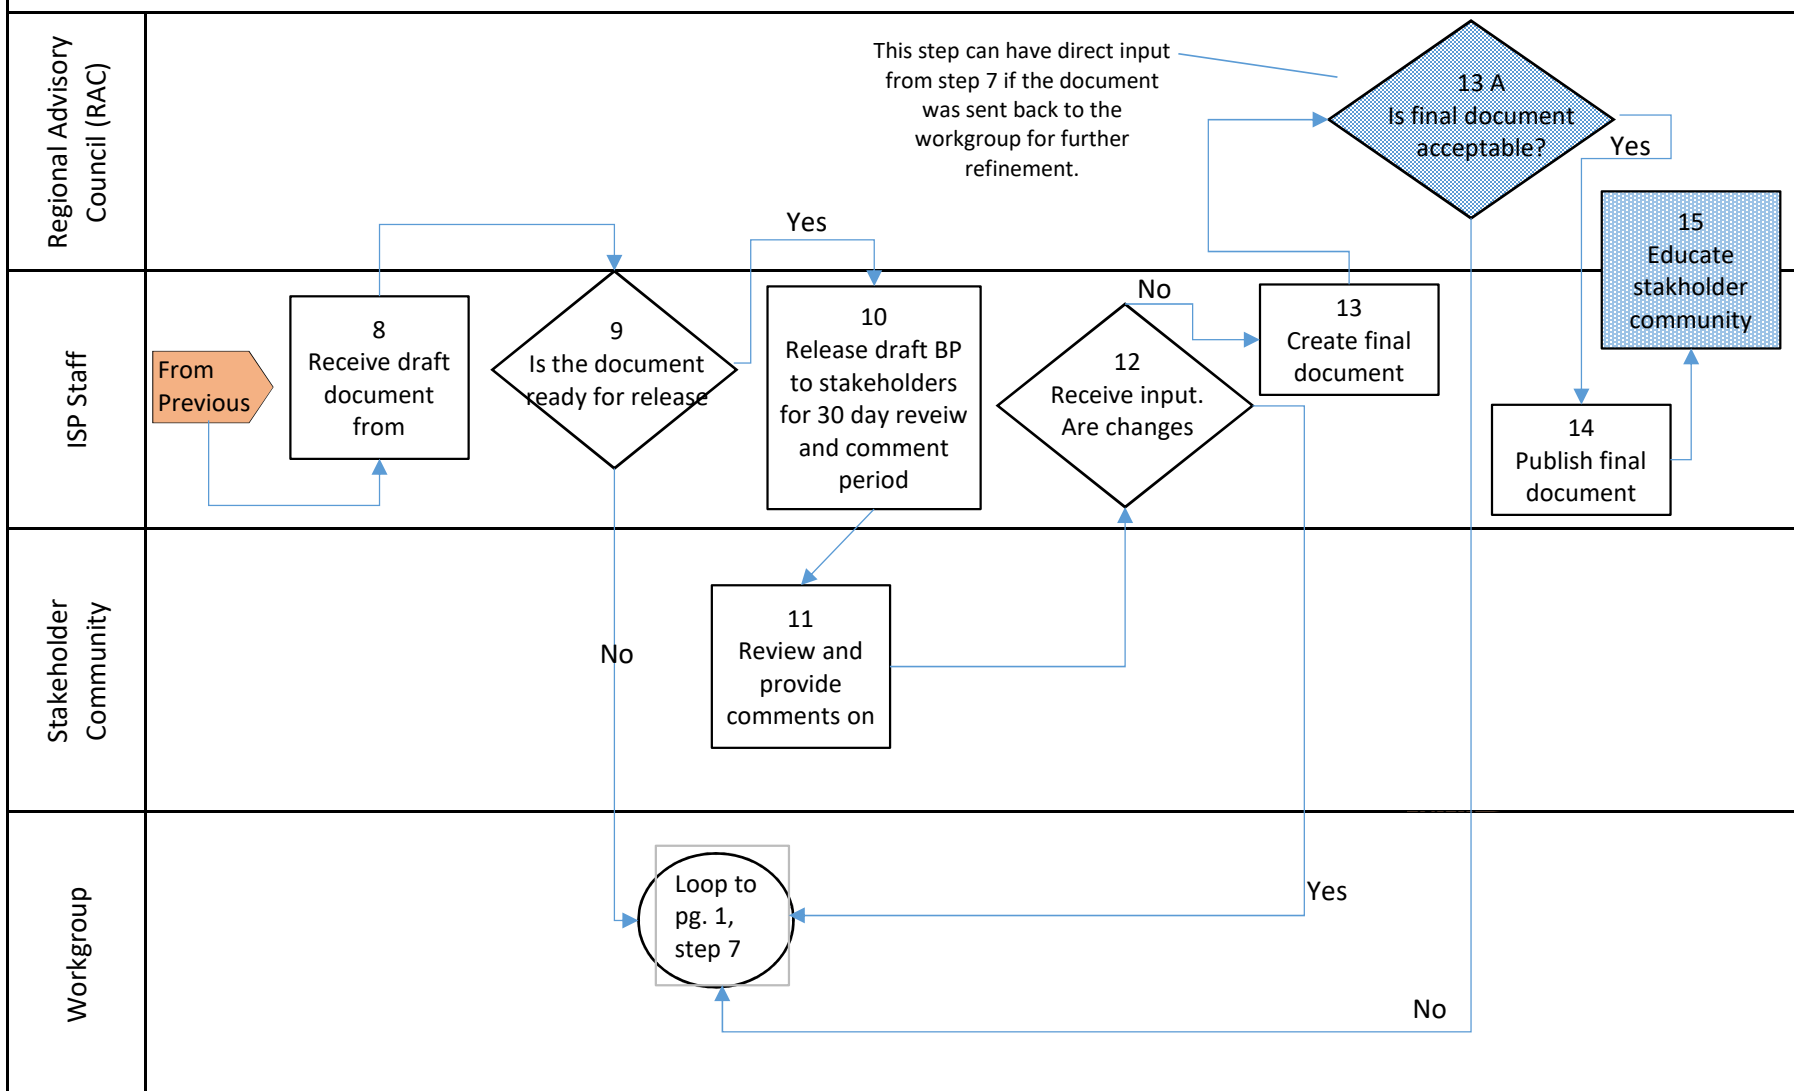 Regional Advisory
Council (RAC)
This step can have direct input
from step 7 if the document
was sent back to the
workgroup for further
refinement.
13 A
Is final document
acceptable?
Yes
Yes
15
Educate
stakholder
community
ISP Staff
From
Previous
8
Receive draft
document
from
9
Is the document
ready for release
10
Release draft BP
to stakeholders
for 30 day reveiw
and comment
period
12
Receive input.
Are changes
No
13
Create final
document
14
Publish final
document
Stakeholder
Community
No
11
Review and
provide
comments on
Workgroup
Loop to
pg. 1,
step 7
Yes
No